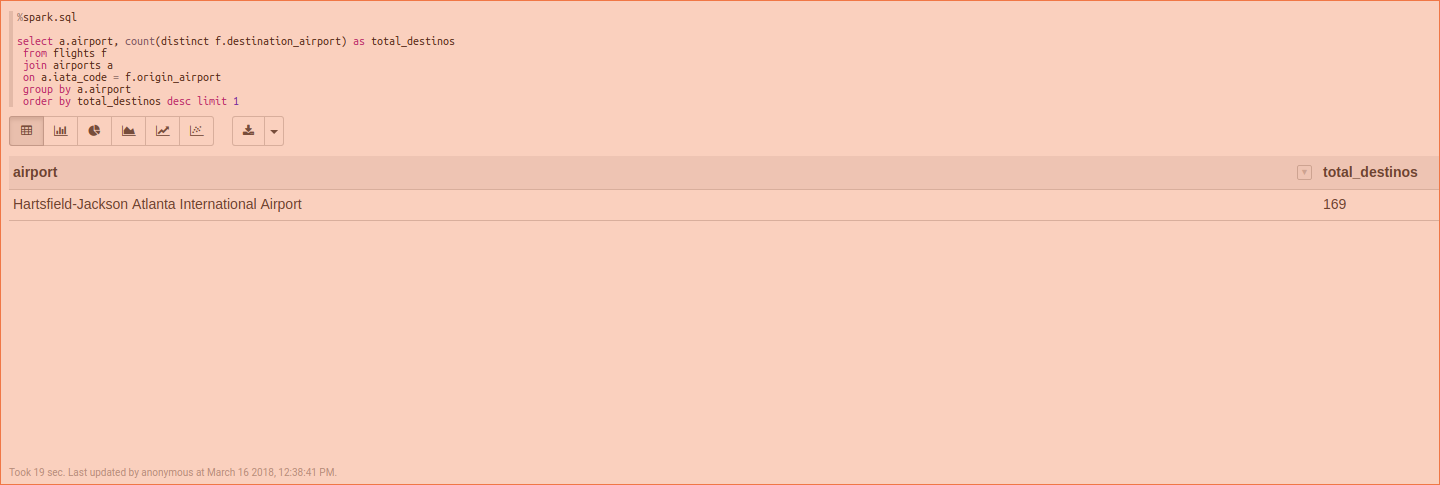 %spark.sql
select a.airport, count(distinct f.destination_airport) as total_destinos
from flights f
join airports a
on a.iata_code = f.origin_airport
group by a.airport
order by total_destinos desc limit 1
airport total_destinos
Hartsfield-Jackson Atlanta International Airport 169
Took 19 sec. Last updated by anonymous at March 16 2018, 12:38:41 PM.